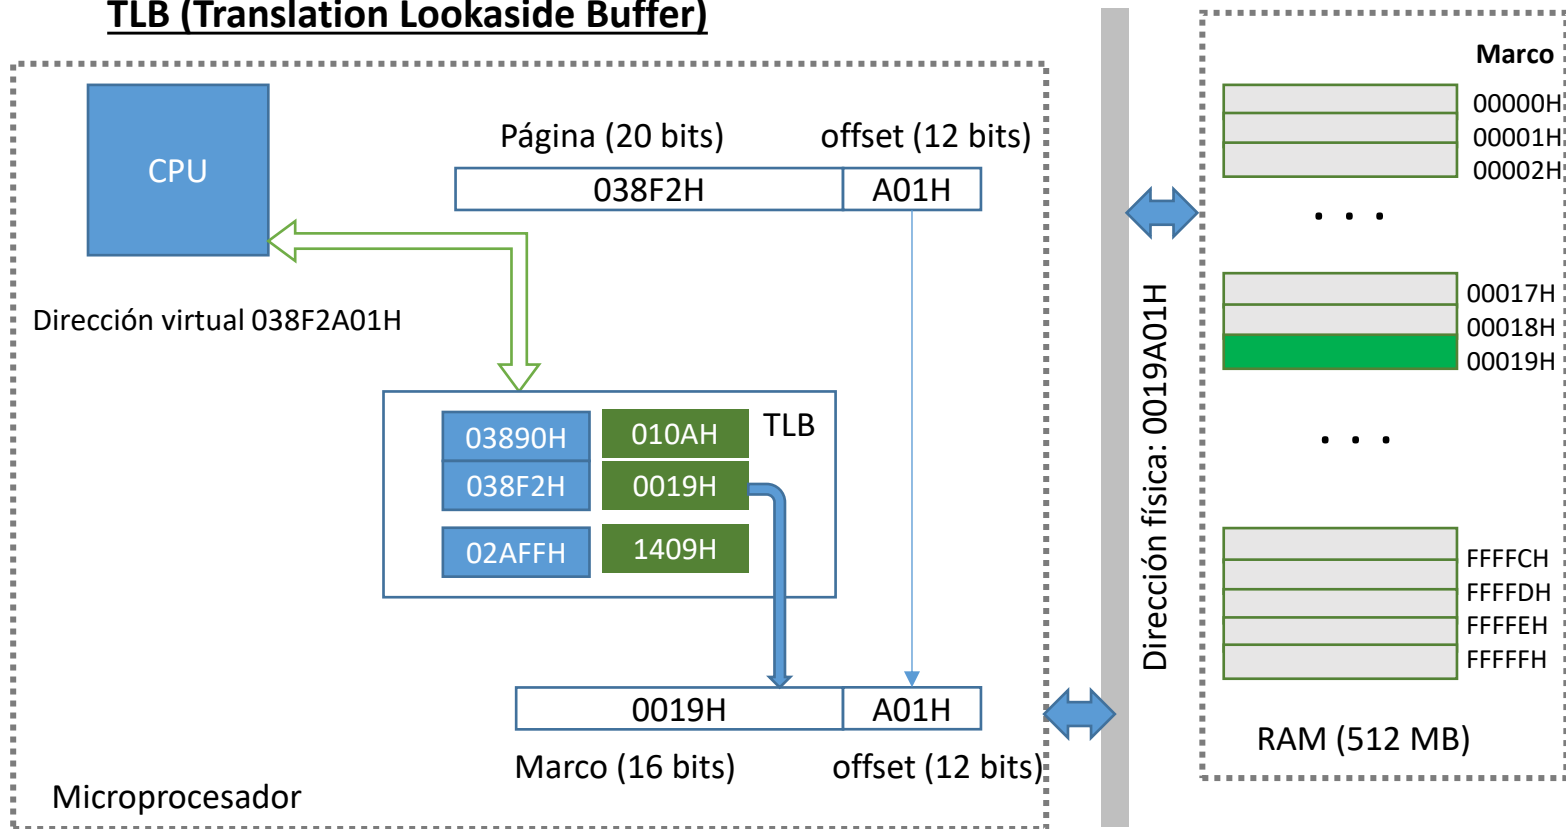 TLB (Translation Lookaside Buffer)
CPU
Página (20 bits)
offset (12 bits)
038F2H
A01H
Dirección virtual 038F2A01H
TLB
03890H
010AH
038F2H
0019H
02AFFH
1409H
0019H
A01H
Marco (16 bits)
offset (12 bits)
Microprocesador
Dirección física: 0019A01H
Marco
00000H
00001H
00002H
. . .
00017H
00018H
00019H
. . .
FFFFCH
FFFFDH
FFFFEH
FFFFFH
RAM (512 MB)